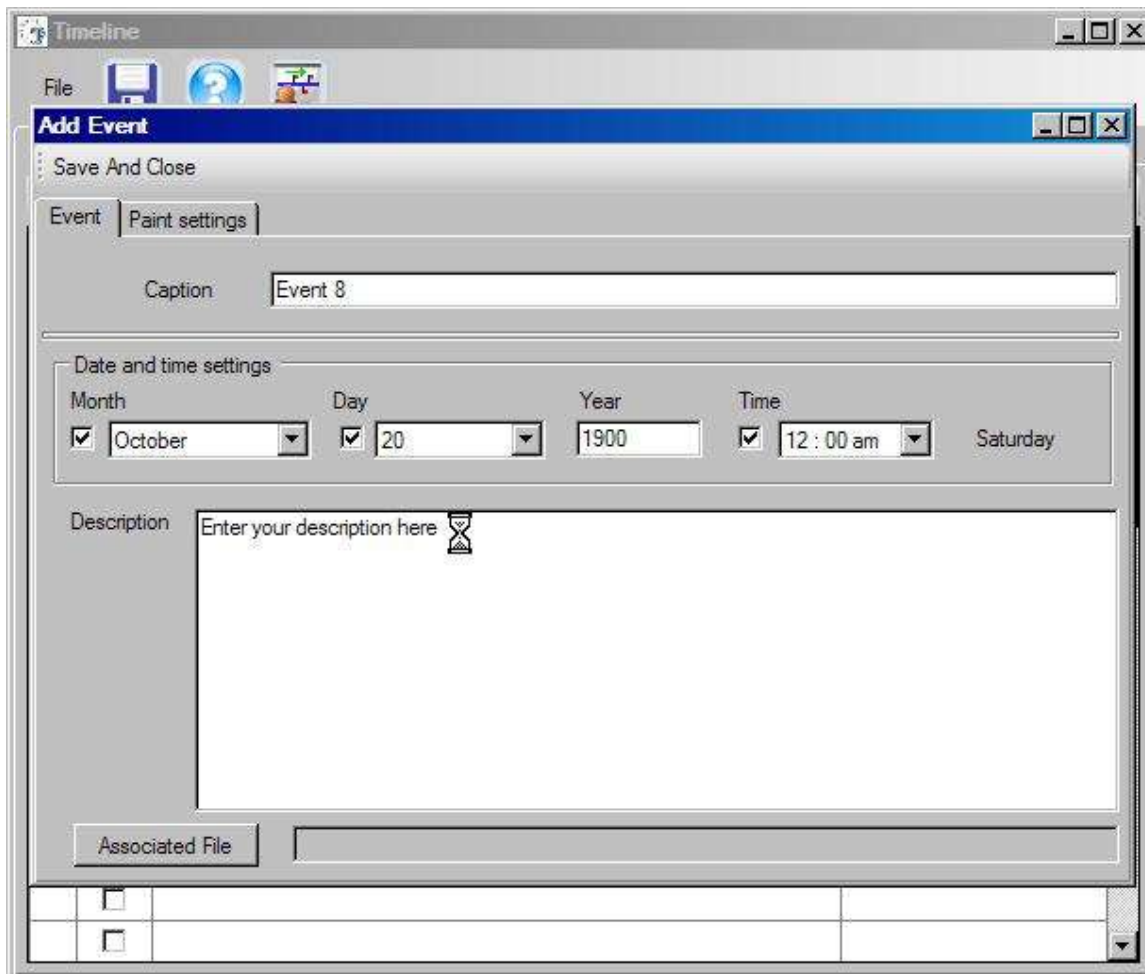 Timeline
File
Add Event
Save And Close
Event Paint settings
Caption Event 8
Date and time settings
Month Day Year Time
October 20 1900 12 : 00 am Saturday
Description Enter your description here
Associated File